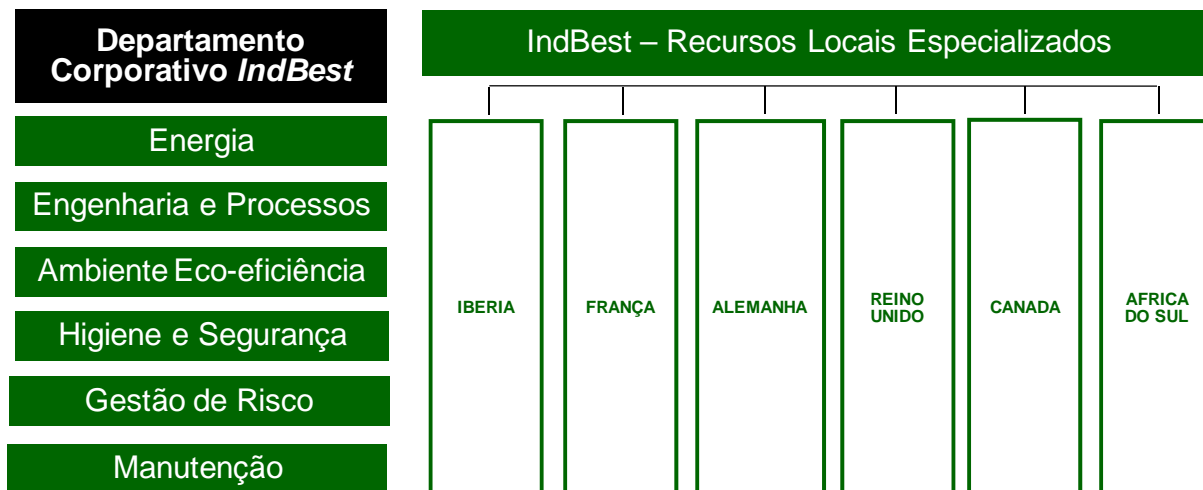 Departamento
Corporativo IndBest
IndBest – Recursos Locais Especializados
Energia
Engenharia e Processos
Ambiente Eco-eficiência
Higiene e Segurança
Gestão de Risco
Manutenção
IBERIA
FRANÇA
ALEMANHA
REINO
UNIDO
CANADA
AFRICA
DO SUL